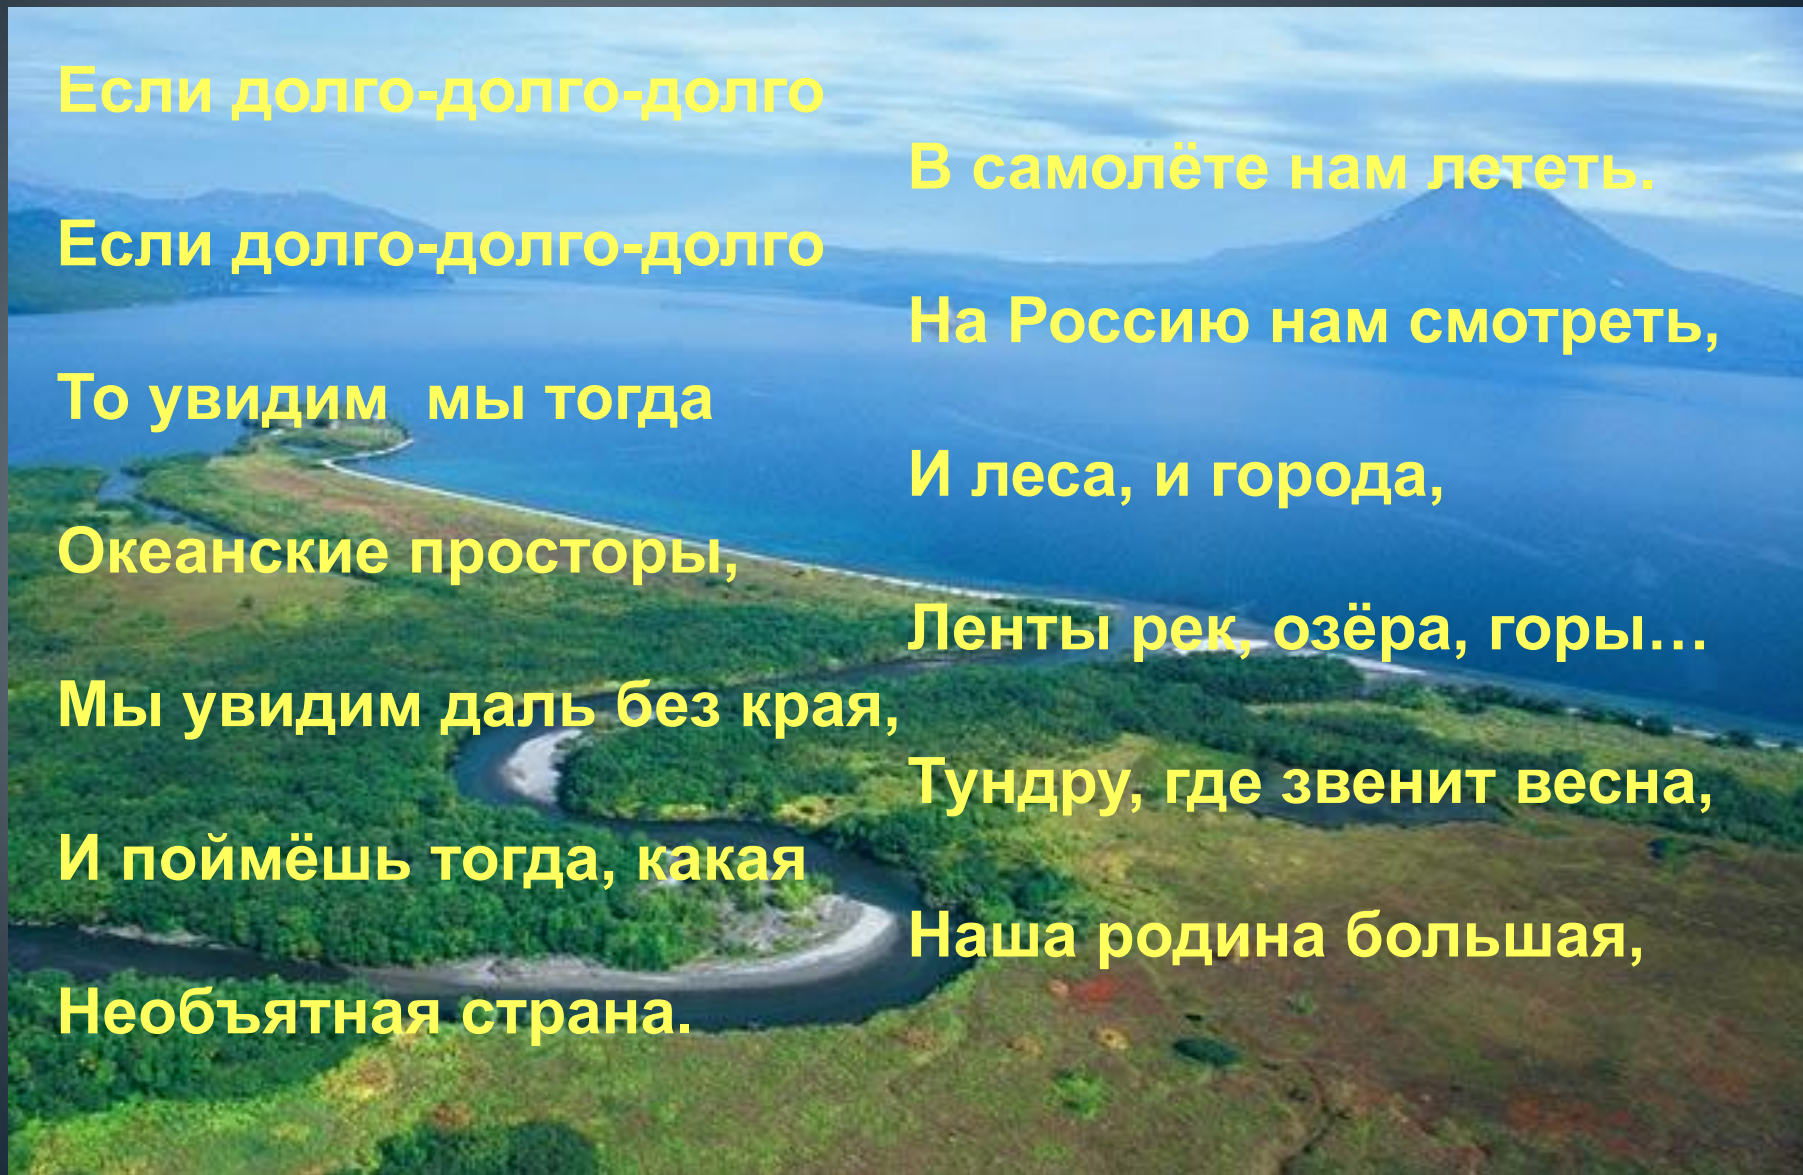 Если долго-долго-долго
В самолёте нам лететь.
Если долго-долго-долго
На Россию нам смотреть,
То увидим  мы тогда
И леса, и города,
Океанские просторы,
Ленты рек, озёра, горы…
Мы увидим даль без края,
Тундру, где звенит весна,
И поймёшь тогда, какая
Наша родина большая,
Необъятная страна.